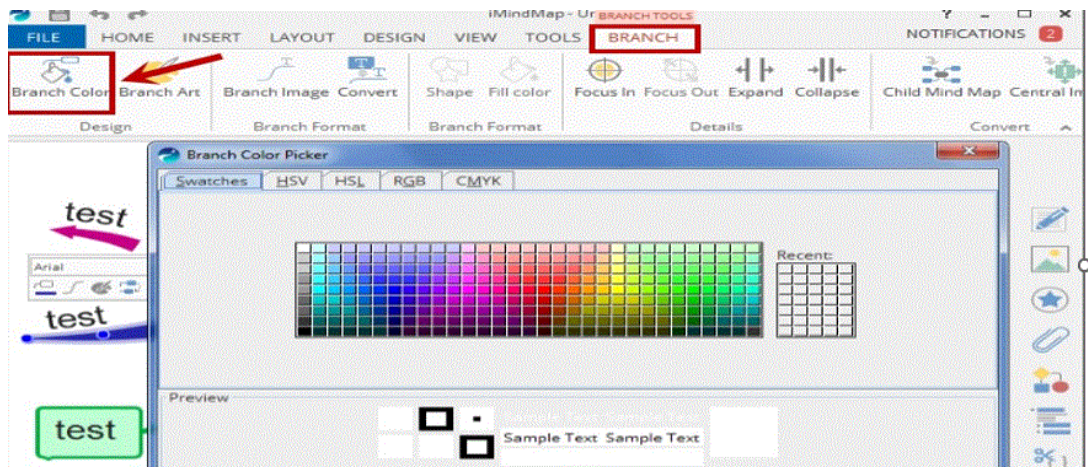 iMindMap - Ur BRANCH TOOLS
FILE HOME INSERT LAYOUT DESIGN VIEW TOOLS BRANCH NOTIFICATIONS 2
Branch Color Branch Art Branch Image Convert Shape Fill color Focus In Focus Out Expand Collapse Child Mind Map Central Im
Design Branch Format Branch Format Details Convert
Branch Color Picker
Swatches HSV HSL RGB CMYK
test
Recent:
Arial
test
Preview
Sample Text Sample Text
test
Sample Text Sample Text